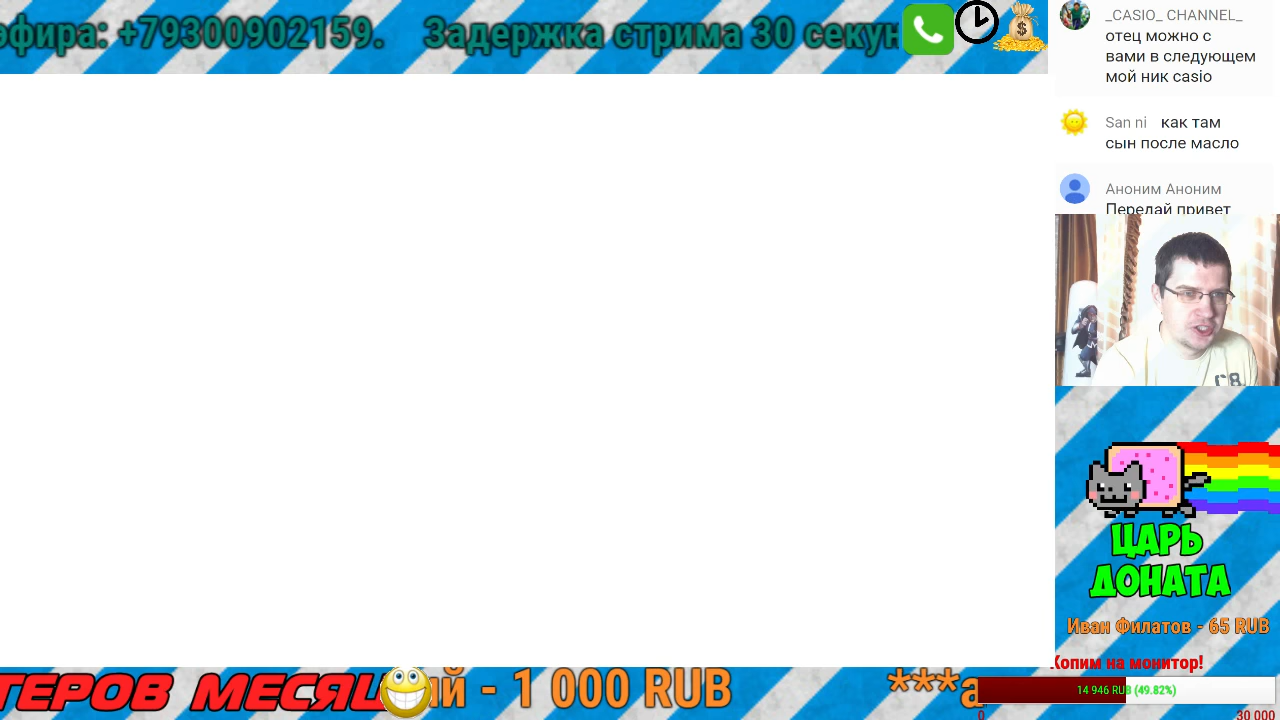 эфира: +79300902159. Задержка стрима 30 секун
_CASIO_ CHANNEL_
отец можно с
вами в следующем
мой ник casio
San ni как там
сын после масло
Аноним Аноним
Передай привет
C8
ЦАРЬ
ДОНАТА
Иван Филатов - 65 RUB
Копим на монитор!
14 946 RUB (49.82%)
0 30 000
ТЕРОВ МЕСЯЦ ий - 1 000 RUB ***а